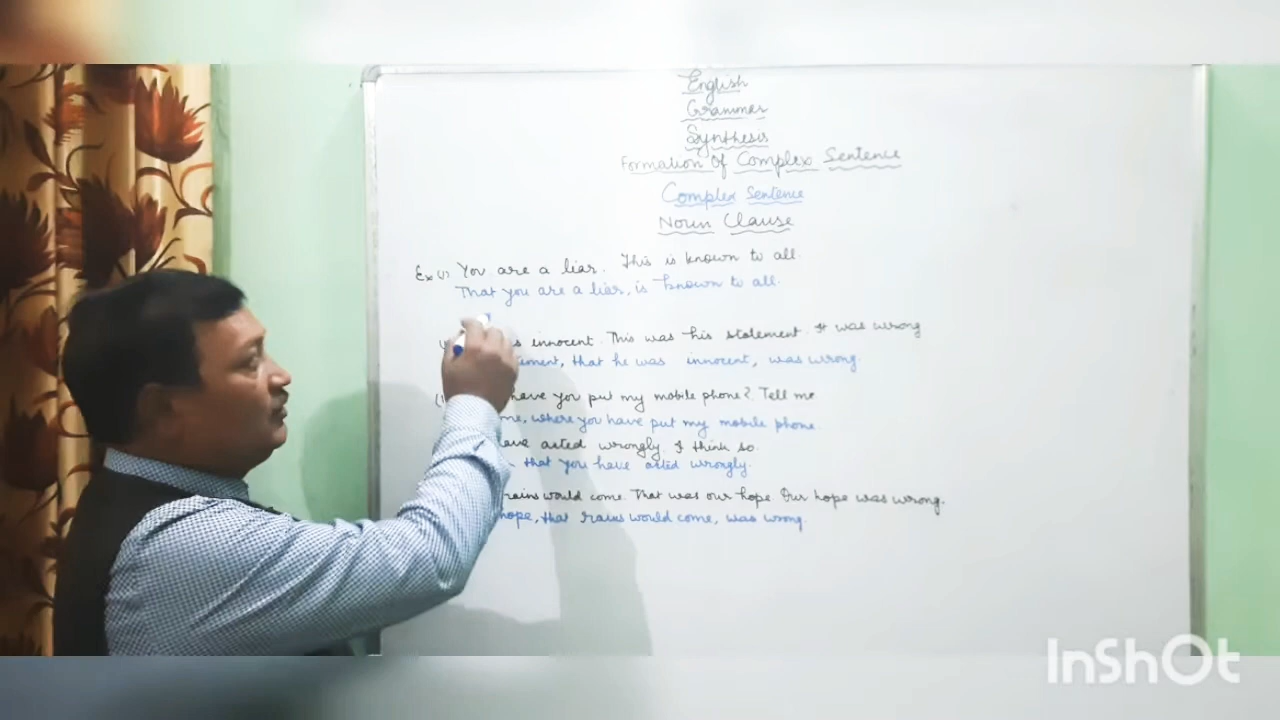 English
Grammar
Synthesis
Formation Of Complex Sentence
Complex Sentence
Noun Clause
Ex (1) You are a liar. This is known to all.
That you are a liar, is known to all.
innocent. This was his statement. It was wrong
that he was innocent, was wrong.
have you put my mobile phone? Tell me
me, where you have put my mobile phone.
acted wrongly. I think so.
that you have acted wrongly.
rains would come. That was our hope. Our hope was wrong.
hope, that rains would come, was wrong.
InShOt